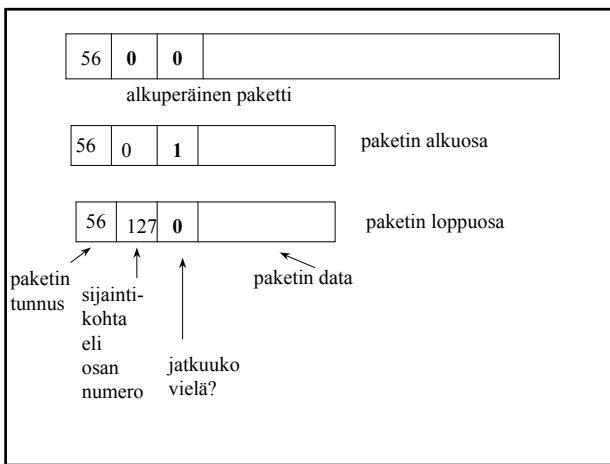 56 0 0
alkuperäinen paketti
56 0 1
paketin alkuosa
56 127 0
paketin loppuosa
paketin
tunnus
sijainti-
kohta
eli
osan
numero
jatkuuko
vielä?
paketin data